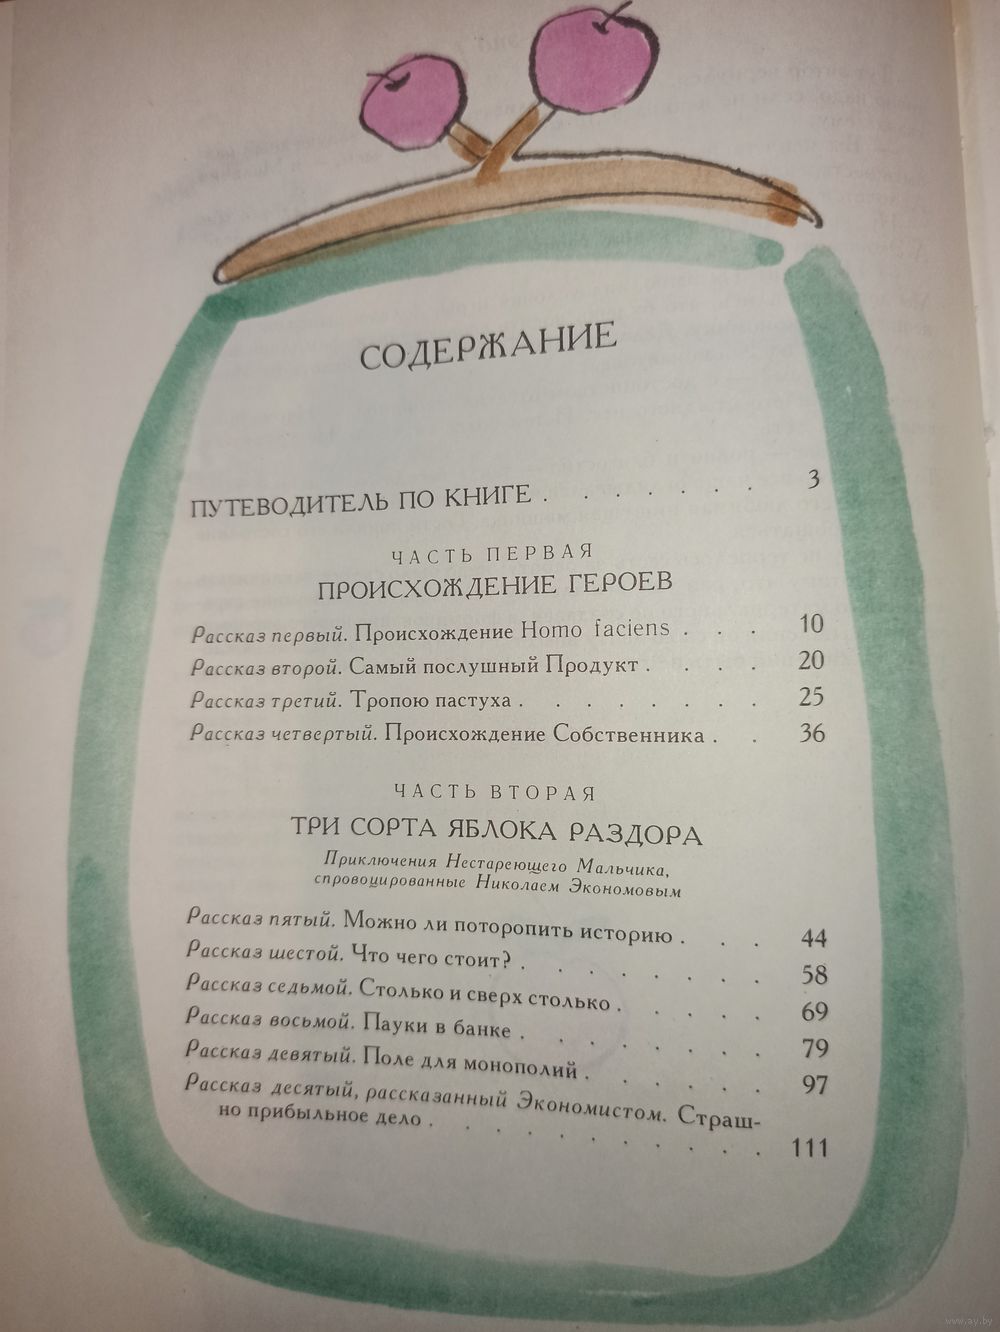 СОДЕРЖАНИЕ
ПУТЕВОДИТЕЛЬ ПО КНИГЕ . . . . . . . 3
ЧАСТЬ ПЕРВАЯ
ПРОИСХОЖДЕНИЕ ГЕРОЕВ
Рассказ первый. Происхождение Homo faciens . . . 10
Рассказ второй. Самый послушный Продукт . . . . 20
Рассказ третий. Тропою пастуха . . . . . . . 25
Рассказ четвертый. Происхождение Собственника . . 36
ЧАСТЬ ВТОРАЯ
ТРИ СОРТА ЯБЛОКА РАЗДОРА
Приключения Нестареющего Мальчика,
спровоцированные Николаем Экономовым
Рассказ пятый. Можно ли поторопить историю . . . 44
Рассказ шестой. Что чего стоит? . . . . . . . 58
Рассказ седьмой. Столько и сверх столько . . . . . 69
Рассказ восьмой. Пауки в банке . . . . . . . 79
Рассказ девятый. Поле для монополий . . . . . 97
Рассказ десятый, рассказанный Экономистом. Страш-
но прибыльное дело . . . . . . . . . . 111
www.ay.by